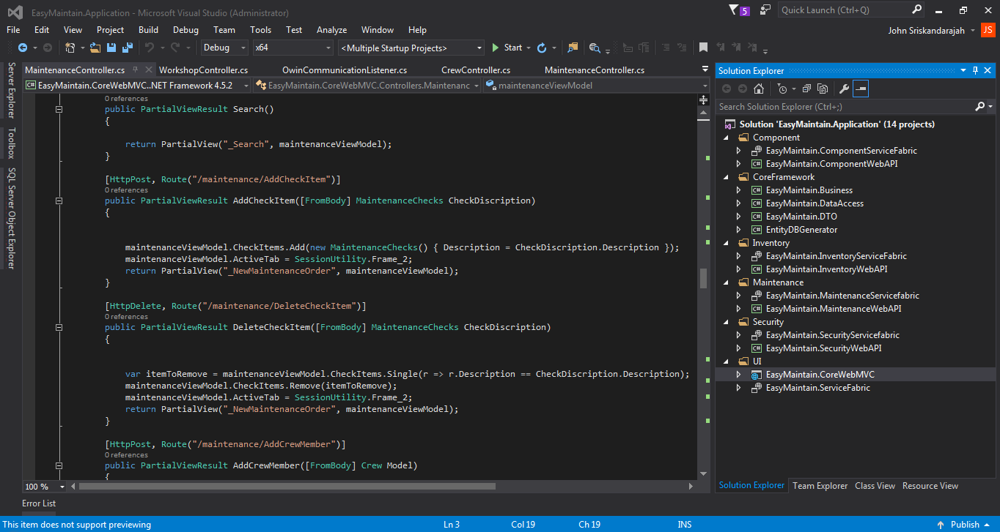 EasyMaintain.Application - Microsoft Visual Studio (Administrator)
5
Quick Launch (Ctrl+Q)
File Edit View Project Build Debug Team Tools Test Analyze Window Help
John Sriskandarajah JS
Debug x64 <Multiple Startup Projects> Start
Server Explorer
Toolbox
SQL Server Object Explorer
MaintenanceController.cs WorkshopController.cs OwinCommunicationListener.cs CrewController.cs MaintenanceController.cs
C# EasyMaintain.CoreWebMVC..NET Framework 4.5.2 EasyMaintain.CoreWebMVC.Controllers.Maintenanc maintenanceViewModel
0 references
public PartialViewResult Search()
{
return PartialView("_Search", maintenanceViewModel);
}
[HttpPost, Route("/maintenance/AddCheckItem")]
0 references
public PartialViewResult AddCheckItem([FromBody] MaintenanceChecks CheckDiscription)
{
maintenanceViewModel.CheckItems.Add(new MaintenanceChecks() { Description = CheckDiscription.Description });
maintenanceViewModel.ActiveTab = SessionUtility.Frame_2;
return PartialView("_NewMaintenanceOrder", maintenanceViewModel);
}
[HttpDelete, Route("/maintenance/DeleteCheckItem")]
0 references
public PartialViewResult DeleteCheckItem([FromBody] MaintenanceChecks CheckDiscription)
{
var itemToRemove = maintenanceViewModel.CheckItems.Single(r => r.Description == CheckDiscription.Description);
maintenanceViewModel.CheckItems.Remove(itemToRemove);
maintenanceViewModel.ActiveTab = SessionUtility.Frame_2;
return PartialView("_NewMaintenanceOrder", maintenanceViewModel);
}
[HttpPost, Route("/maintenance/AddCrewMember")]
0 references
public PartialViewResult AddCrewMember([FromBody] Crew Model)
{
100 %
Solution Explorer
Search Solution Explorer (Ctrl+;)
Solution 'EasyMaintain.Application' (14 projects)
Component
EasyMaintain.ComponentServiceFabric
C# EasyMaintain.ComponentWebAPI
CoreFramework
C# EasyMaintain.Business
C# EasyMaintain.DataAccess
C# EasyMaintain.DTO
C# EntityDBGenerator
Inventory
EasyMaintain.InventoryServiceFabric
C# EasyMaintain.InventoryWebAPI
Maintenance
EasyMaintain.MaintenanceServicefabric
C# EasyMaintain.MaintenanceWebAPI
Security
EasyMaintain.SecurityServicefabric
C# EasyMaintain.SecurityWebAPI
UI
EasyMaintain.CoreWebMVC
EasyMaintain.ServiceFabric
Solution Explorer Team Explorer Class View Resource View
Error List
This item does not support previewing Ln 3 Col 19 Ch 19 INS Publish